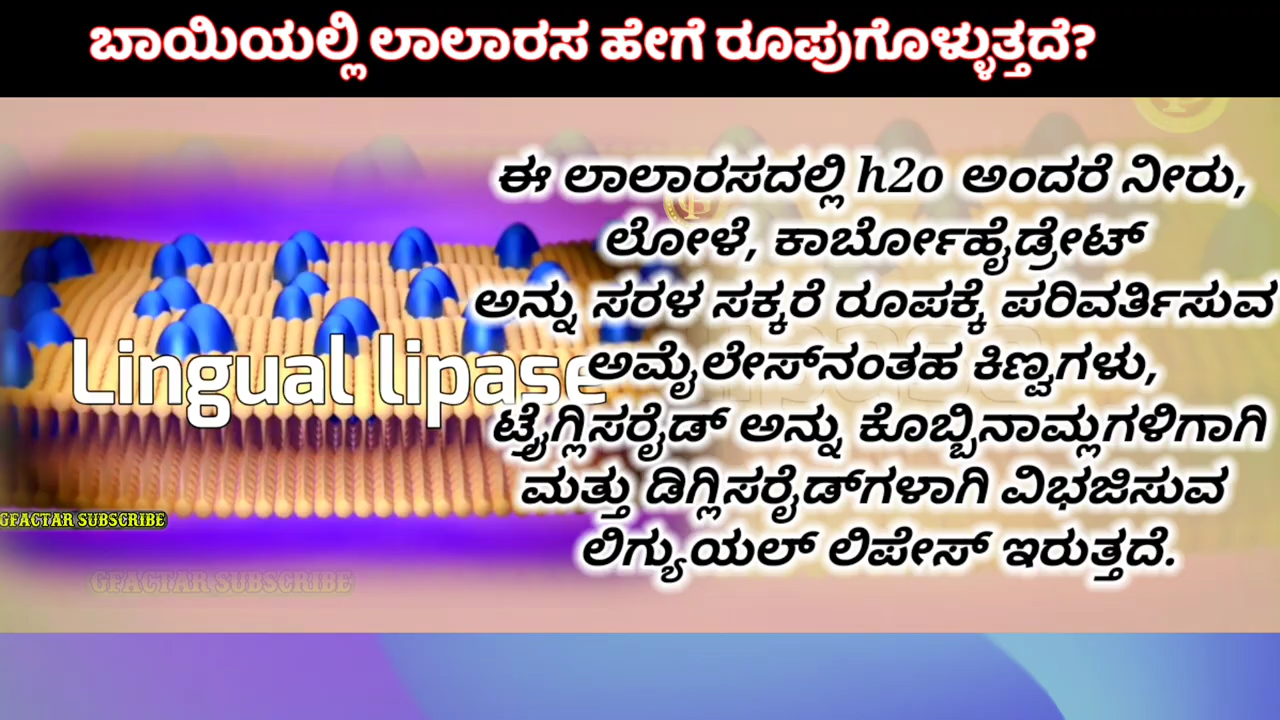 ಬಾಯಿಯಲ್ಲಿ ಲಾಲಾರಸ ಹೇಗೆ ರೂಪುಗೊಳ್ಳುತ್ತದೆ?
ಈ ಲಾಲಾರಸದಲ್ಲಿ h2o ಅಂದರೆ ನೀರು,
ಲೋಳೆ, ಕಾರ್ಬೋಹೈಡ್ರೇಟ್
ಅನ್ನು ಸರಳ ಸಕ್ಕರೆ ರೂಪಕ್ಕೆ ಪರಿವರ್ತಿಸುವ
ಅಮೈಲೇಸ್‌ನಂತಹ ಕಿಣ್ವಗಳು,
ಟ್ರೈಗ್ಲಿಸರೈಡ್ ಅನ್ನು ಕೊಬ್ಬಿನಾಮ್ಲಗಳಿಗಾಗಿ
ಮತ್ತು ಡಿಗ್ಲಿಸರೈಡ್‌ಗಳಾಗಿ ವಿಭಜಿಸುವ
ಲಿಗ್ಯುಯಲ್ ಲಿಪೇಸ್ ಇರುತ್ತದೆ.
Lingual lipase
GFACTAR SUBSCRIBE
GFACTAR SUBSCRIBE